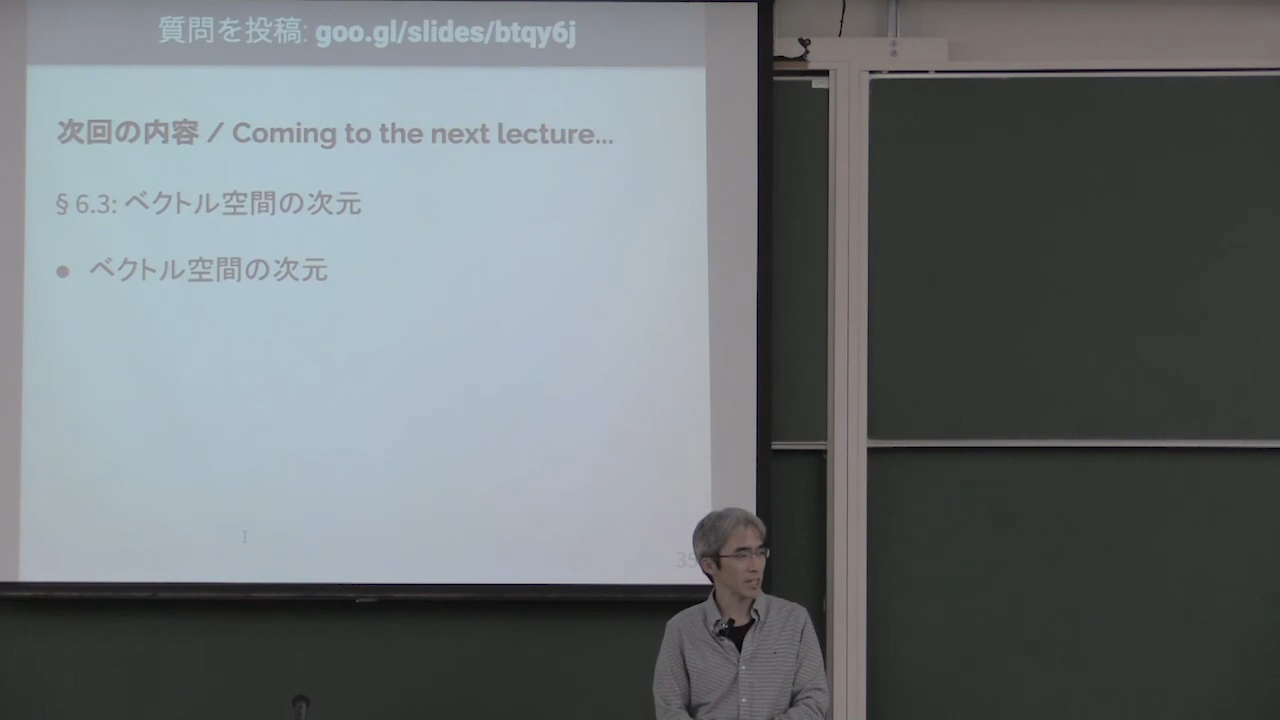 質問を投稿: goo.gl/slides/btqy6j
次回の内容 / Coming to the next lecture...
§ 6.3: ベクトル空間の次元
● ベクトル空間の次元